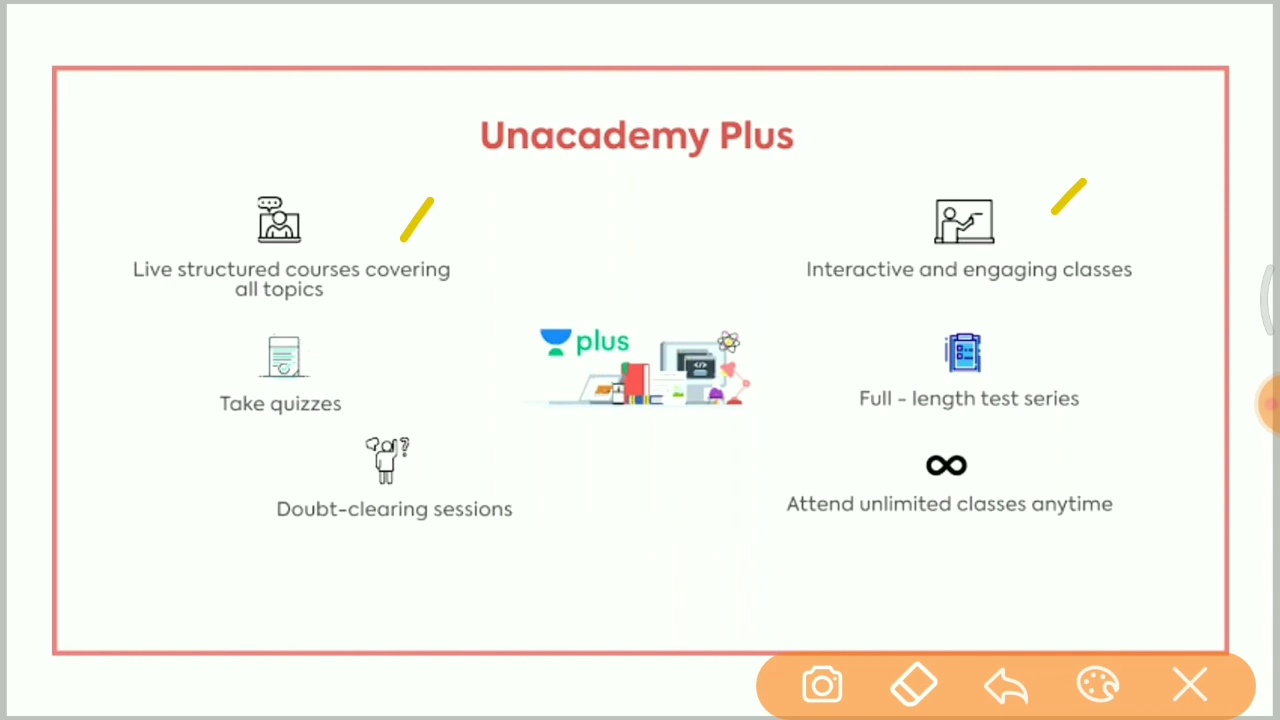 Unacademy Plus
Live structured courses covering
all topics
Interactive and engaging classes
plus
Take quizzes
Full - length test series
Doubt-clearing sessions
Attend unlimited classes anytime